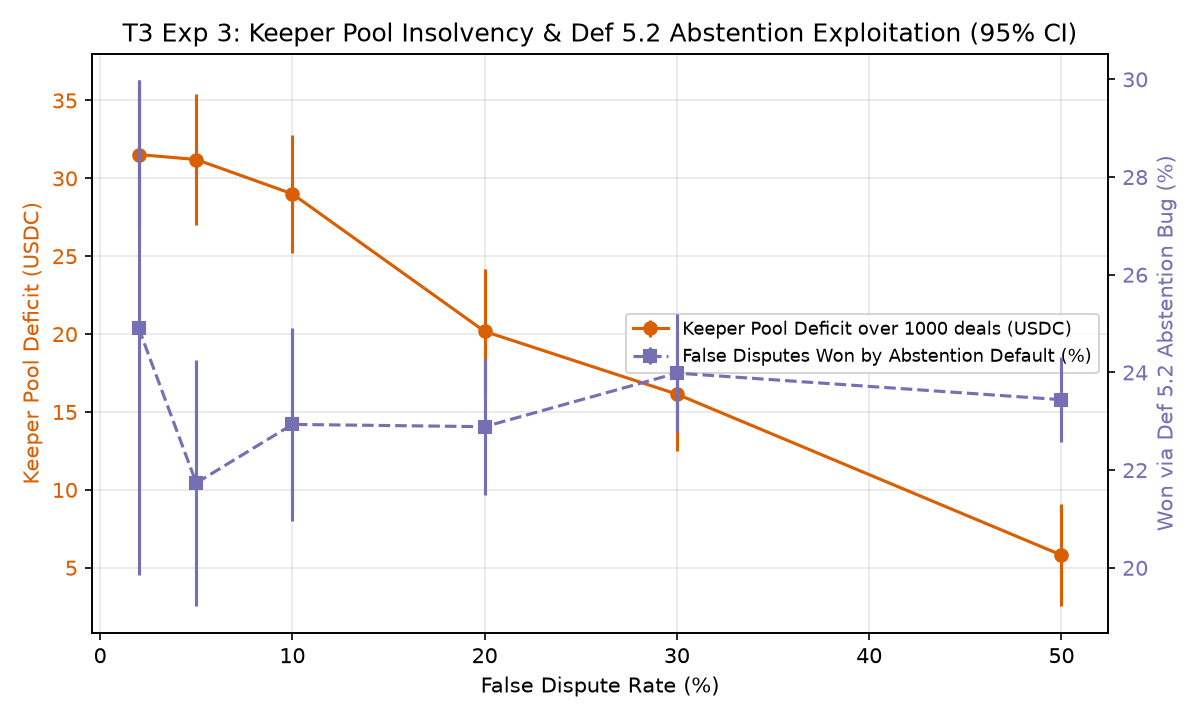 T3 Exp 3: Keeper Pool Insolvency & Def 5.2 Abstention Exploitation (95% CI)
Keeper Pool Deficit (USDC)
35
30
25
20
15
10
5
Keeper Pool Deficit over 1000 deals (USDC)
False Disputes Won by Abstention Default (%)
30
28
26
24
22
20
Won via Def 5.2 Abstention Bug (%)
0 10 20 30 40 50
False Dispute Rate (%)